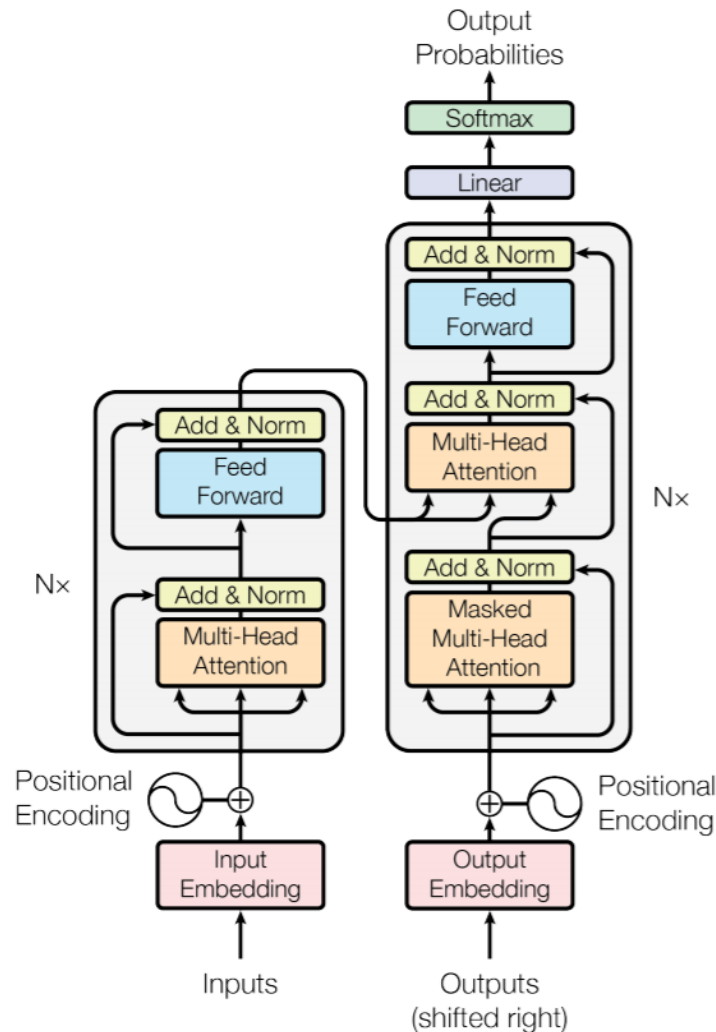 Output
Probabilities
Softmax
Linear
Add & Norm
Feed
Forward
Add & Norm
Multi-Head
Attention
Add & Norm
Masked
Multi-Head
Attention
Nx
Add & Norm
Feed
Forward
Add & Norm
Multi-Head
Attention
Nx
Positional
Encoding
Positional
Encoding
Input
Embedding
Output
Embedding
Inputs
Outputs
(shifted right)